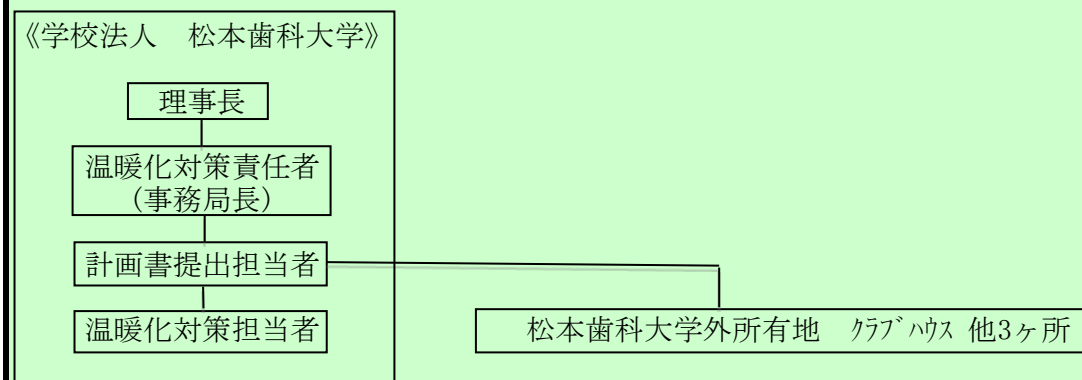 《学校法人　松本歯科大学》
理事長
温暖化対策責任者
(事務局長)
計画書提出担当者
温暖化対策担当者
松本歯科大学外所有地　ｸﾗﾌﾞﾊｳｽ 他3ヶ所